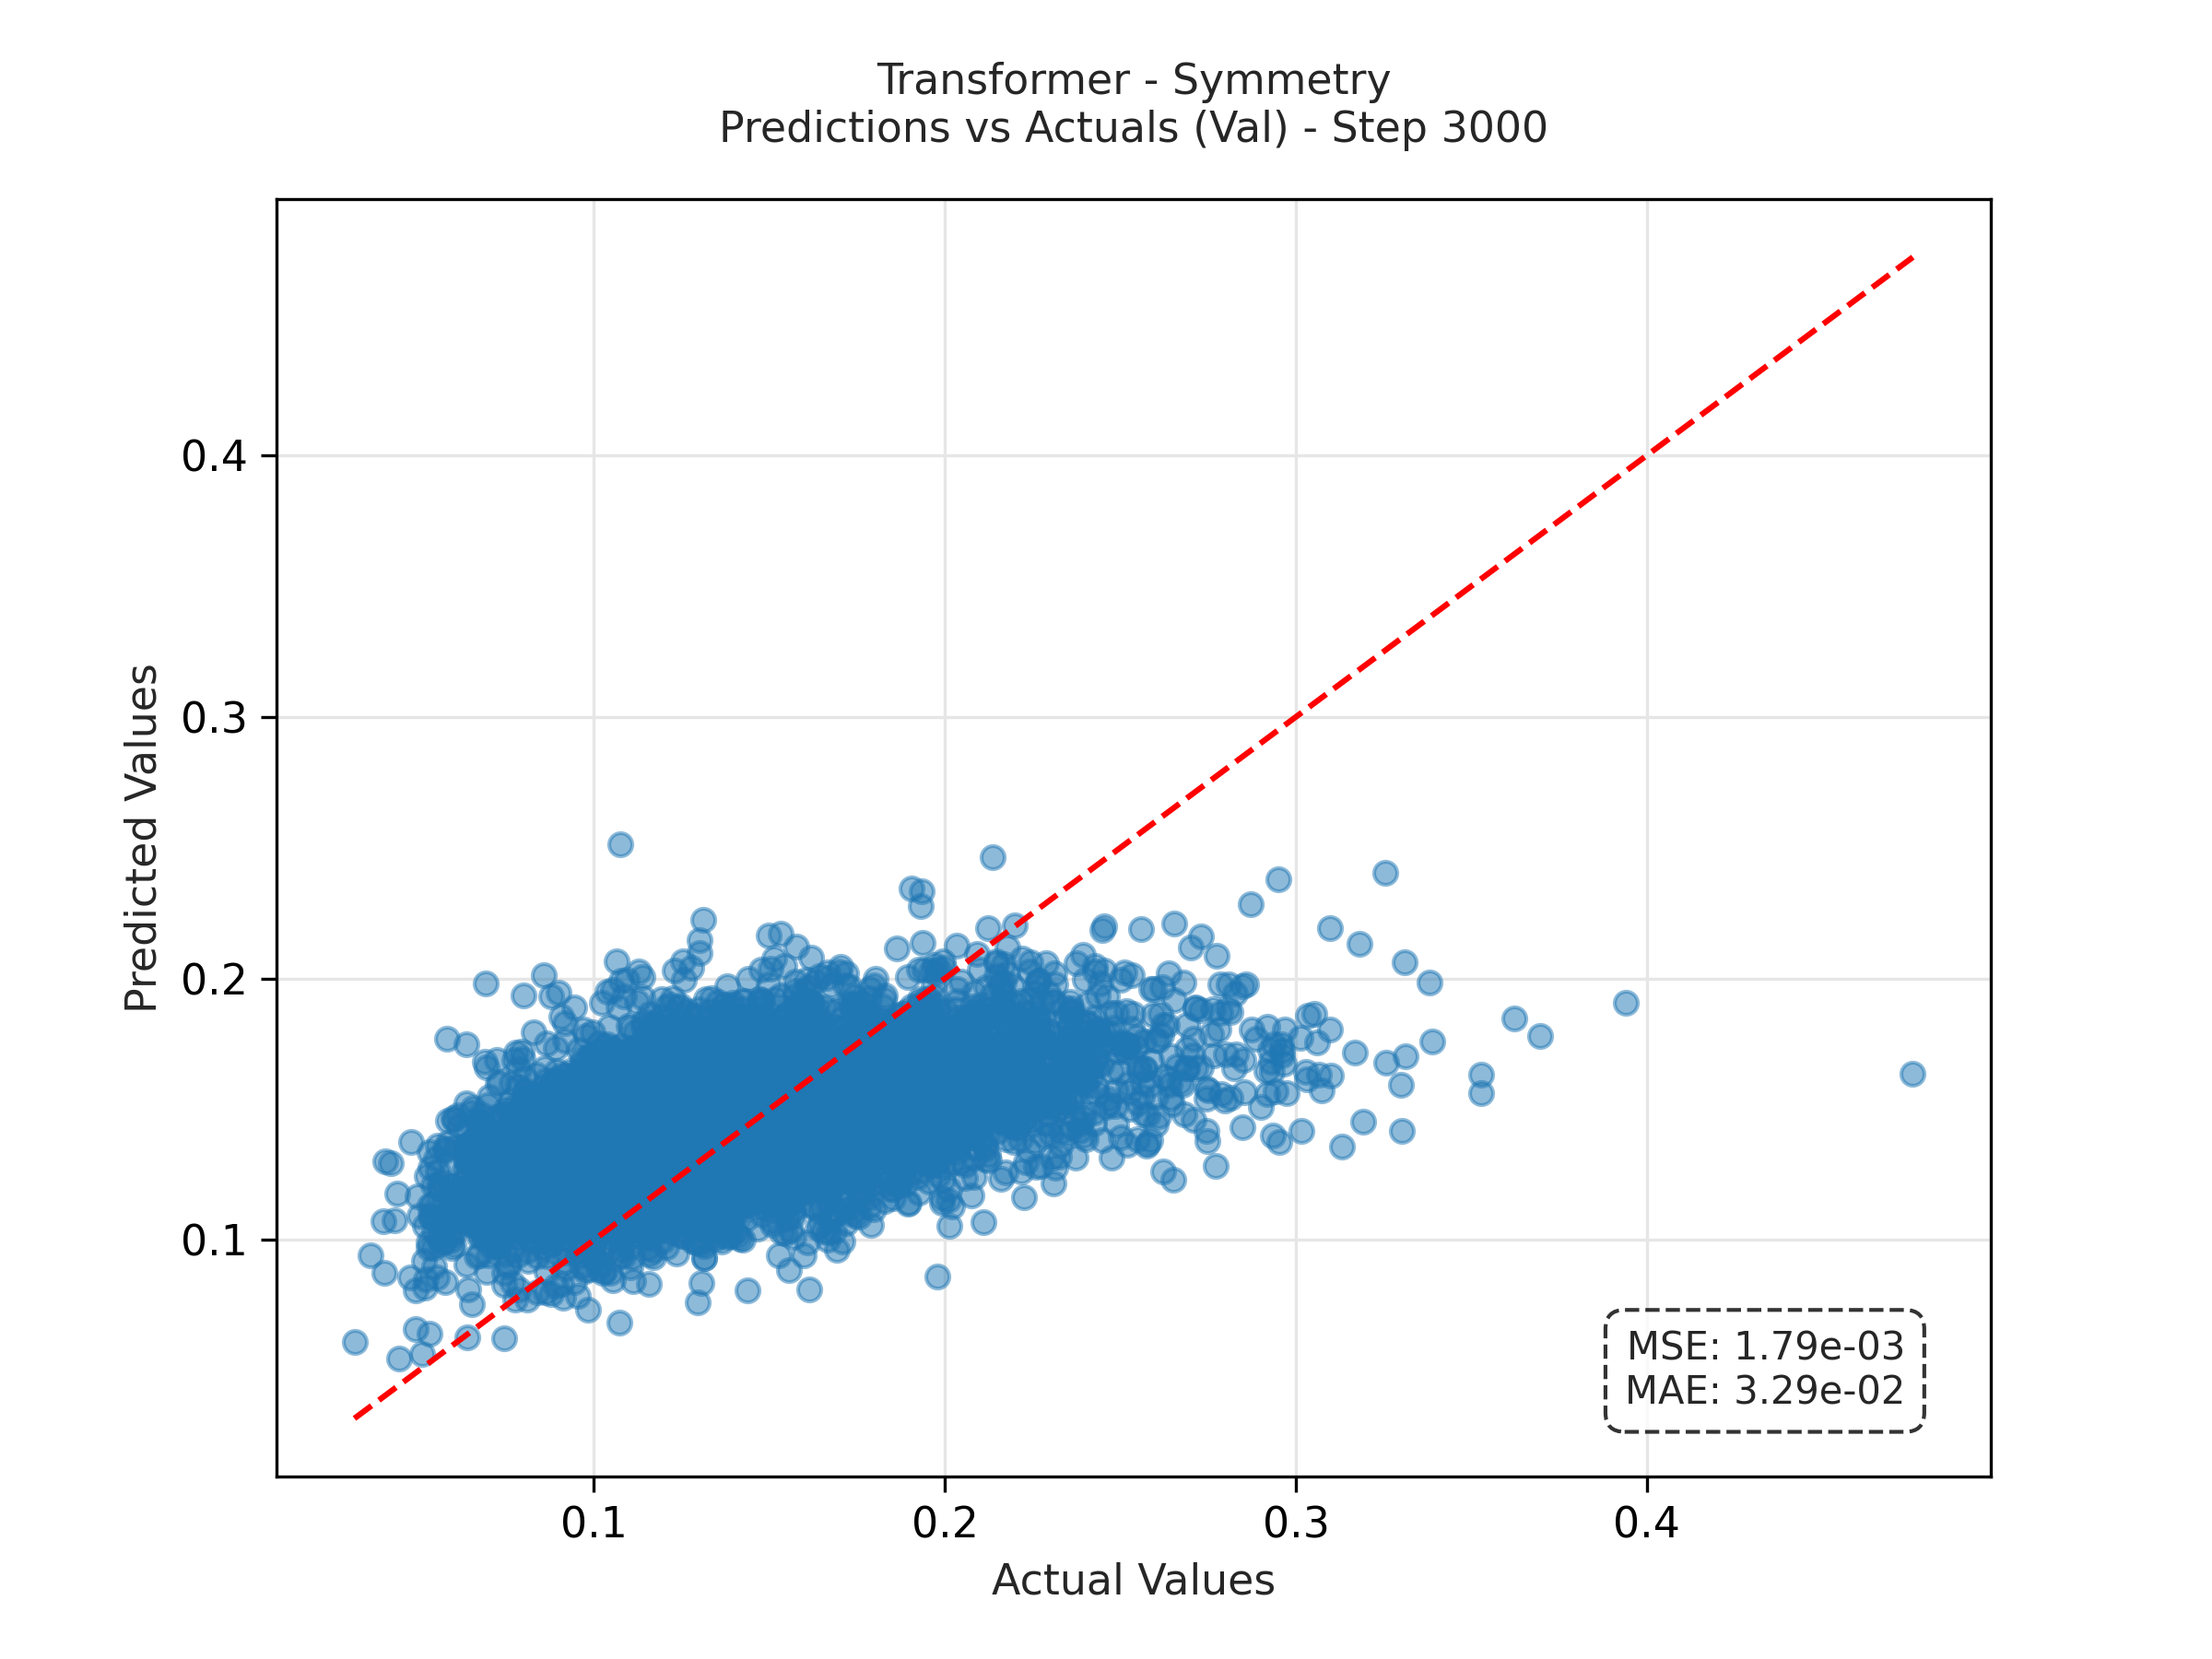 Transformer - Symmetry
Predictions vs Actuals (Val) - Step 3000
Predicted Values
0.4
0.3
0.2
0.1
MSE: 1.79e-03
MAE: 3.29e-02
0.1
0.2
0.3
0.4
Actual Values